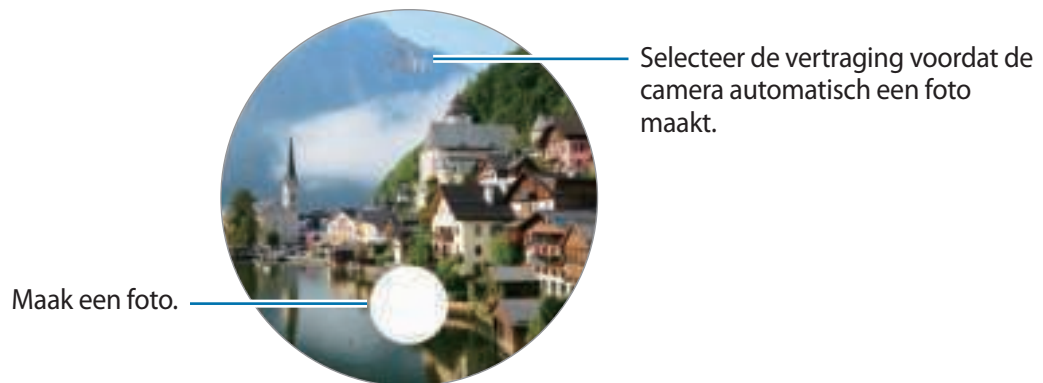 Selecteer de vertraging voordat de
camera automatisch een foto
maakt.
Maak een foto.